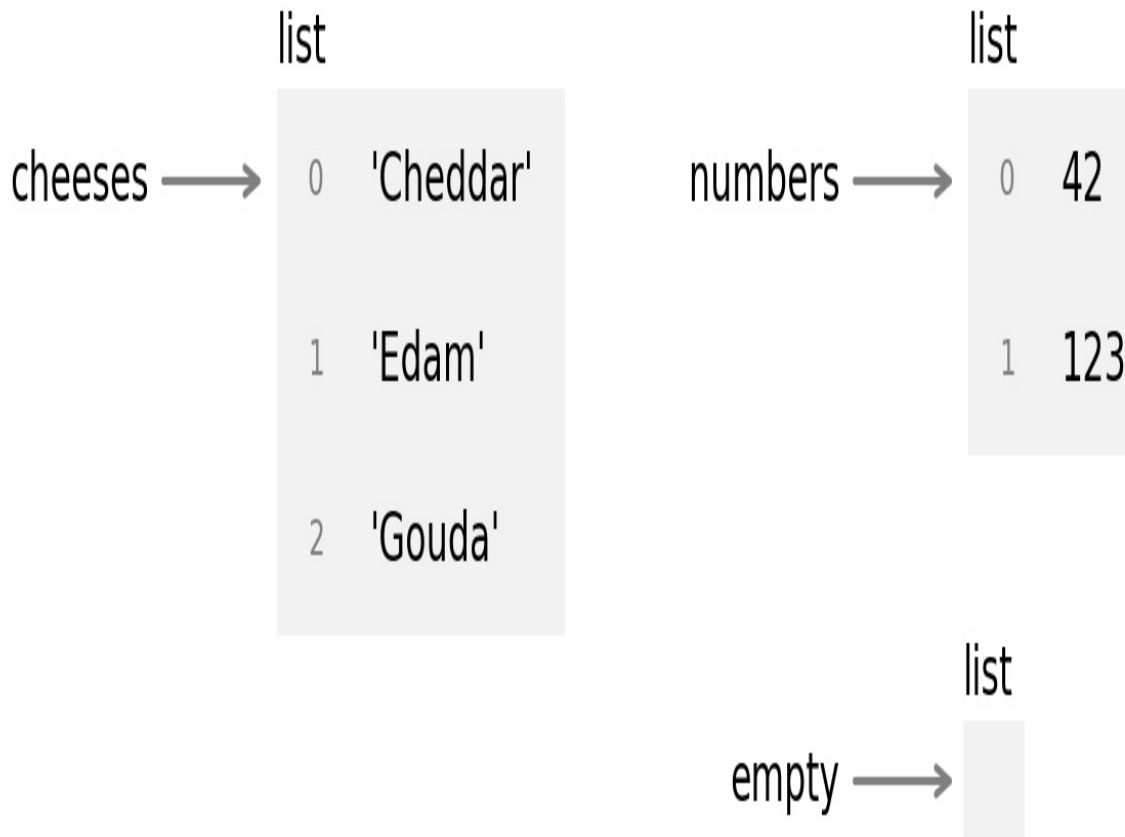 list
cheeses 0 'Cheddar'
1 'Edam'
2 'Gouda'
list
numbers 0 42
1 123
list
empty